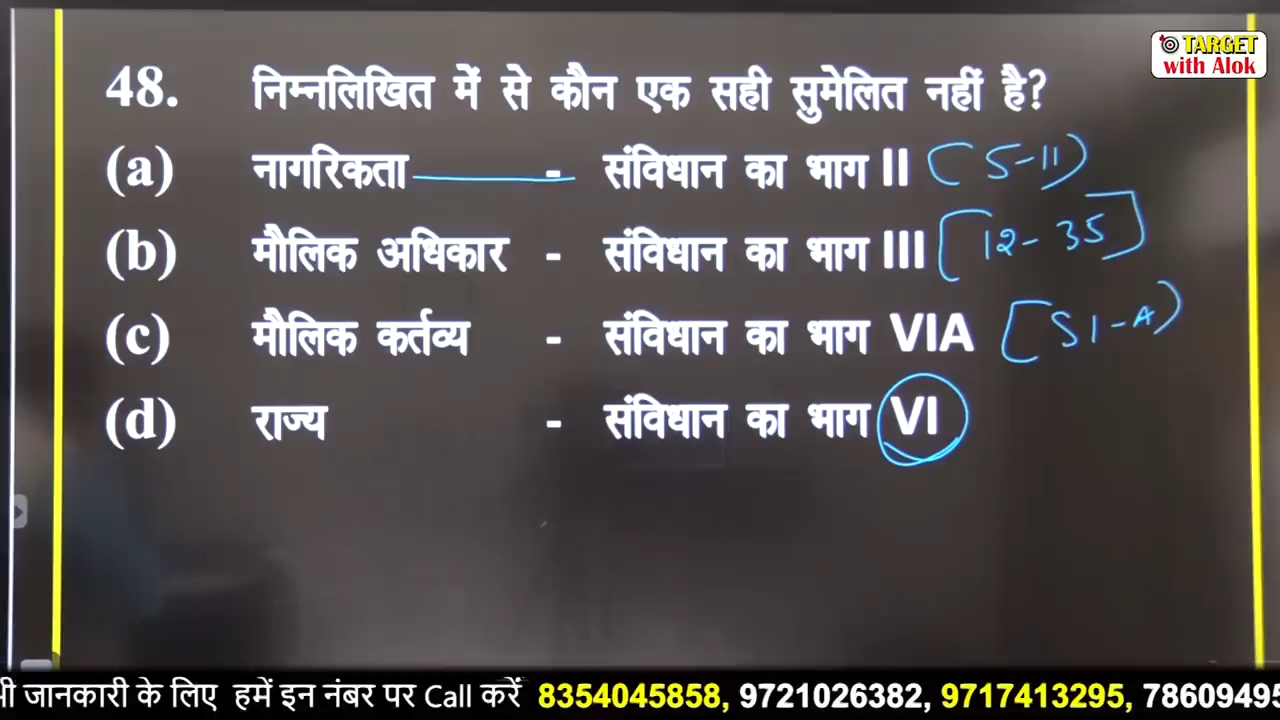 TARGET
with Alok
48. निम्नलिखित में से कौन एक सही सुमेलित नहीं है?
(a) नागरिकता - संविधान का भाग II (5-11)
(b) मौलिक अधिकार - संविधान का भाग III [12-35]
(c) मौलिक कर्तव्य - संविधान का भाग VIA [51-A)
(d) राज्य - संविधान का भाग VI
जानकारी के लिए हमें इन नंबर पर Call करें 8354045858, 9721026382, 9717413295, 78609495